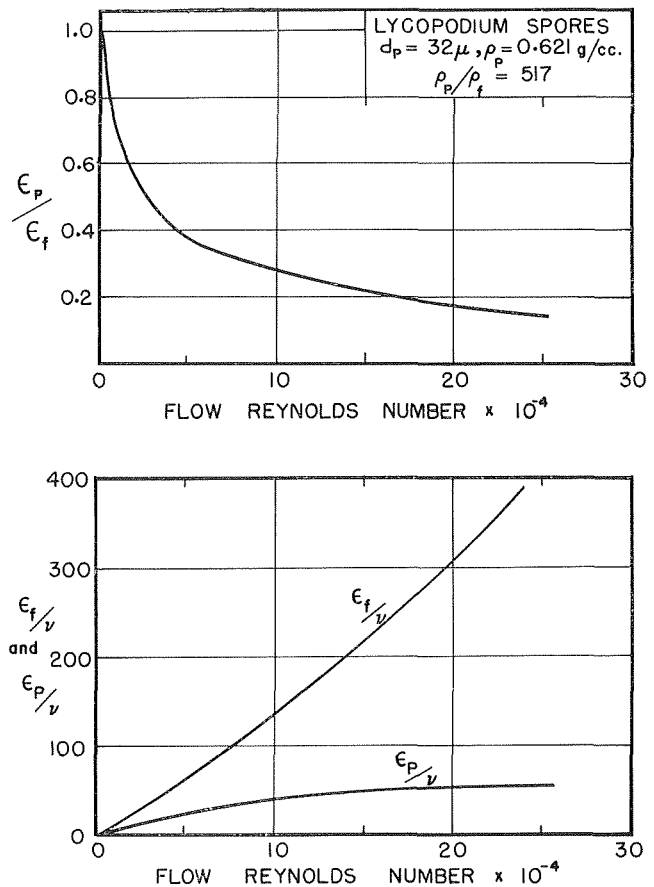 LYCOPODIUM SPORES
dₚ = 32μ, ρₚ = 0.621 g/cc.
ρₚ/ρf = 517
1.0
0.8
0.6
0.4
0.2
0
ϵₚ/ϵf
0 10 20 30
FLOW REYNOLDS NUMBER × 10⁻⁴
400
300
200
100
0
ϵf/ν
and
ϵₚ/ν
ϵf/ν
ϵₚ/ν
0 10 20 30
FLOW REYNOLDS NUMBER × 10⁻⁴